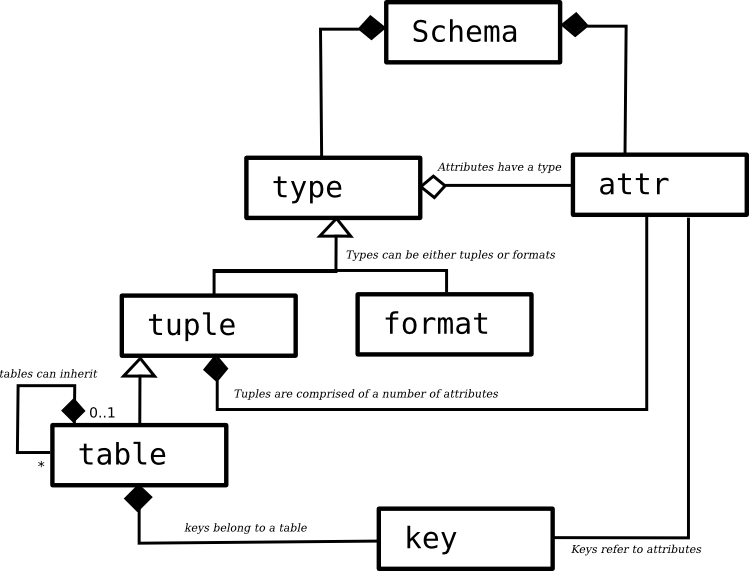 Schema
Attributes have a type
type
attr
Types can be either tuples or formats
tuple
format
tables can inherit
Tuples are comprised of a number of attributes
0..1
table
*
keys belong to a table
key
Keys refer to attributes